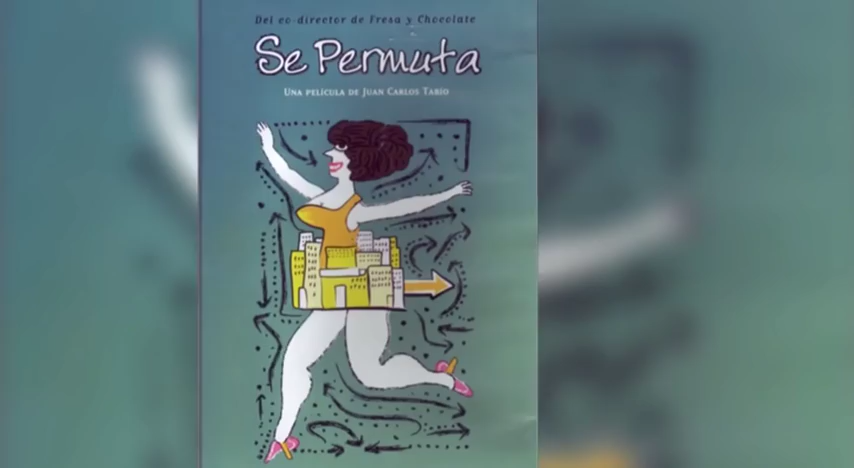 Del co-director de Fresa y Chocolate
Se Permuta
Una película de Juan Carlos Tabío